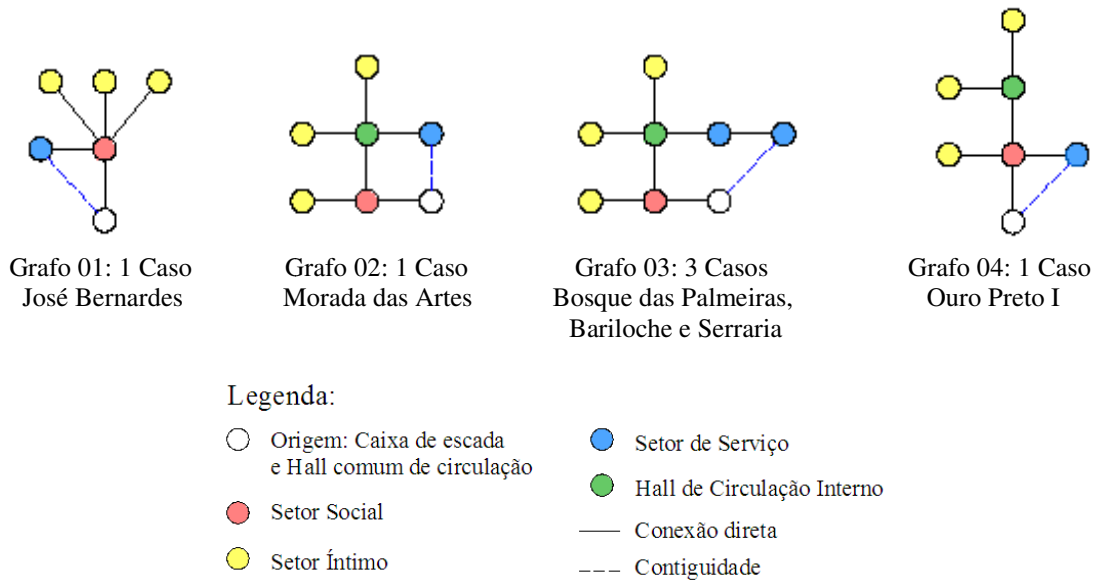 Grafo 01: 1 Caso
José Bernardes
Grafo 02: 1 Caso
Morada das Artes
Grafo 03: 3 Casos
Bosque das Palmeiras,
Bariloche e Serraria
Grafo 04: 1 Caso
Ouro Preto I
Legenda:
Origem: Caixa de escada
e Hall comum de circulação
Setor Social
Setor Íntimo
Setor de Serviço
Hall de Circulação Interno
Conexão direta
Contiguidade